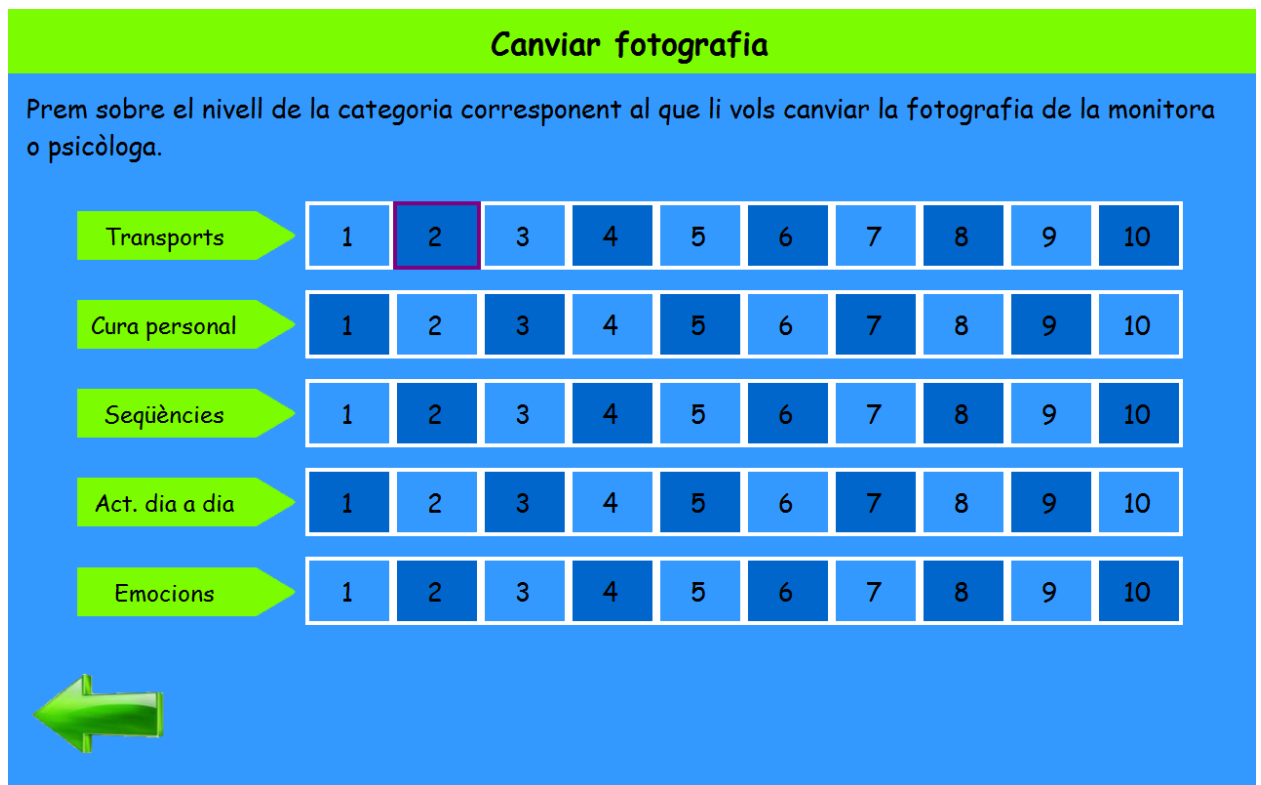 Canviar fotografia
Prem sobre el nivell de la categoria corresponent al que li vols canviar la fotografia de la monitora
o psicòloga.
Transports 1 2 3 4 5 6 7 8 9 10
Cura personal 1 2 3 4 5 6 7 8 9 10
Seqüències 1 2 3 4 5 6 7 8 9 10
Act. dia a dia 1 2 3 4 5 6 7 8 9 10
Emocions 1 2 3 4 5 6 7 8 9 10